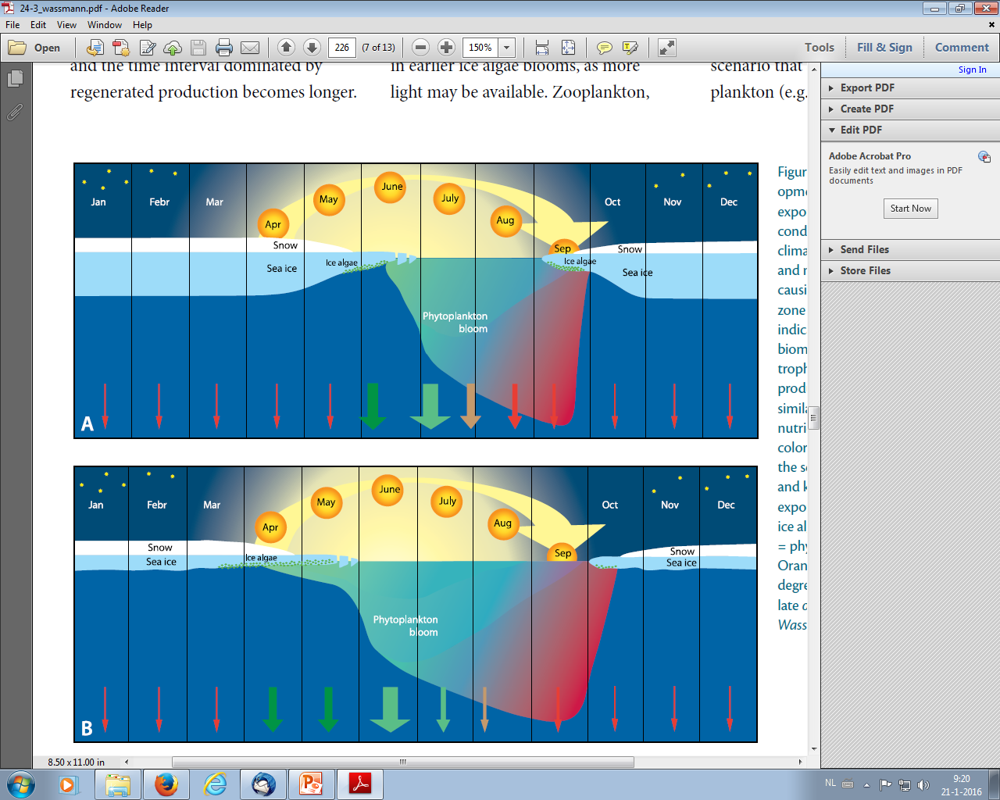 24-3_wassmann.pdf - Adobe Reader
File Edit View Window Help
Open 226 (7 of 13) 150% Tools Fill & Sign Comment
Sign In
Export PDF
Create PDF
Edit PDF
Adobe Acrobat Pro
Easily edit text and images in PDF
documents
Start Now
Send Files
Store Files
and the time interval dominated by
regenerated production becomes longer.
in earlier ice algae blooms, as more
light may be available. Zooplankton,
scenario that
plankton (e.g.
Jan Febr Mar Apr May June July Aug Sep Oct Nov Dec
Snow Snow
Ice algae Ice algae
Sea ice Sea ice
Phytoplankton
bloom
A
Jan Febr Mar Apr May June July Aug Sep Oct Nov Dec
Snow Snow
Ice algae
Sea ice Sea ice
Phytoplankton
bloom
B
Figur
opme
expo
cond
clima
and r
causi
zone
indic
biom
troph
prod
simila
nutri
color
the s
and k
expo
ice al
= phy
Oran
degre
late
Wass
8.50 x 11.00 in
NL
9:20
21-1-2016